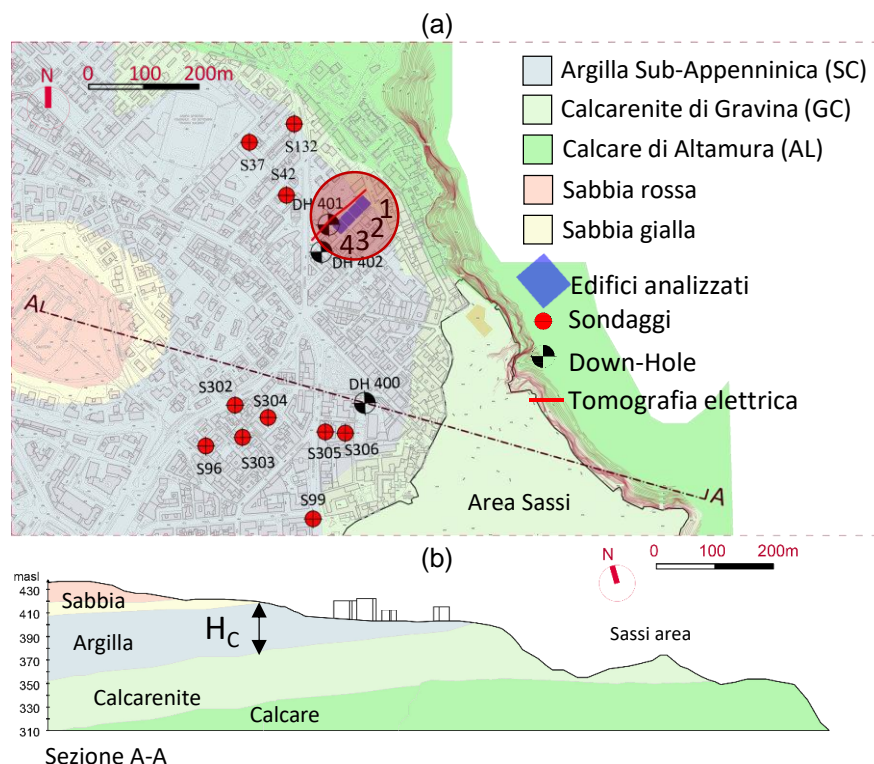 (a)
N
0 100 200m
S132
S37
S42
DH 401
1
2
3
4
DH 402
A
S302
DH 400
S304
S96
S303
S305
S306
S99
Area Sassi
A
Argilla Sub-Appenninica (SC)
Calcarenite di Gravina (GC)
Calcare di Altamura (AL)
Sabbia rossa
Sabbia gialla
Edifici analizzati
Sondaggi
Down-Hole
Tomografia elettrica
(b)
N
0 100 200m
masl
430
410
390
370
350
330
310
Sabbia
Argilla
HC
Calcarenite
Calcare
Sassi area
Sezione A-A